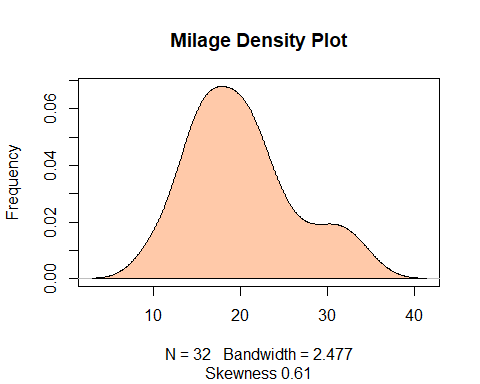 Milage Density Plot
Frequency
0.06
0.04
0.02
0.00
10 20 30 40
N = 32 Bandwidth = 2.477
Skewness 0.61